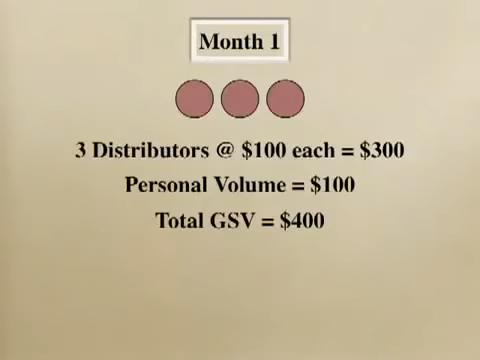 Month 1
3 Distributors @ $100 each = $300
Personal Volume = $100
Total GSV = $400